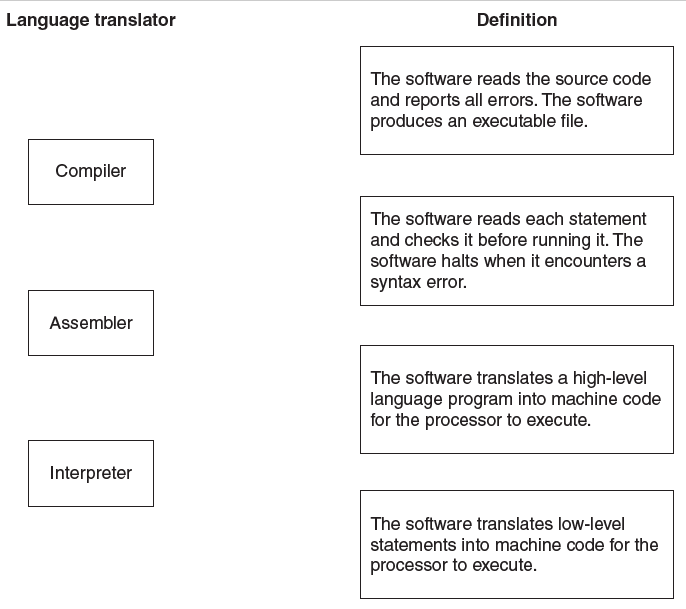 Language translator
Definition
The software reads the source code
and reports all errors. The software
produces an executable file.
Compiler
The software reads each statement
and checks it before running it. The
software halts when it encounters a
syntax error.
Assembler
The software translates a high-level
language program into machine code
for the processor to execute.
Interpreter
The software translates low-level
statements into machine code for the
processor to execute.